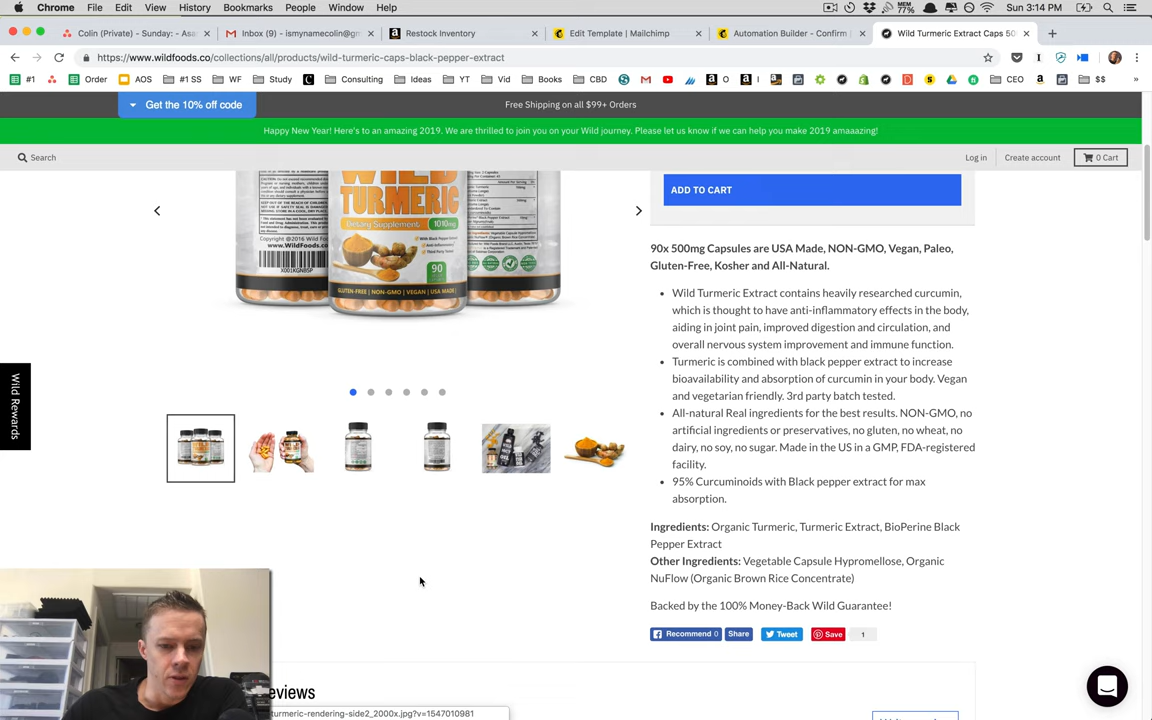 Chrome File Edit View History Bookmarks People Window Help
MEM 77% Sun 3:14 PM
Colin (Private) - Sunday: - Asa
Inbox (9) - ismynamecolin@gm
Restock Inventory
Edit Template | Mailchimp
Automation Builder - Confirm |
Wild Turmeric Extract Caps 50
https://www.wildfoods.co/collections/all/products/wild-turmeric-caps-black-pepper-extract
#1 Order AOS #1 SS WF Study Consulting Ideas YT Vid Books CBD O I CEO $$
Get the 10% off code
Free Shipping on all $99+ Orders
Happy New Year! Here's to an amazing 2019. We are thrilled to join you on your Wild journey. Please let us know if we can help you make 2019 amaaazing!
Search
Log in Create account 0 Cart
WILD
TURMERIC
Dietary Supplement 1010mg
Copyright ©2016 Wild
www.WildFoods
X001KGN85P
90
GLUTEN-FREE | NON-GMO | VEGAN | USA MADE
Wild Rewards
ADD TO CART
90x 500mg Capsules are USA Made, NON-GMO, Vegan, Paleo,
Gluten-Free, Kosher and All-Natural.
Wild Turmeric Extract contains heavily researched curcumin,
which is thought to have anti-inflammatory effects in the body,
aiding in joint pain, improved digestion and circulation, and
overall nervous system improvement and immune function.
Turmeric is combined with black pepper extract to increase
bioavailability and absorption of curcumin in your body. Vegan
and vegetarian friendly. 3rd party batch tested.
All-natural Real ingredients for the best results. NON-GMO, no
artificial ingredients or preservatives, no gluten, no wheat, no
dairy, no soy, no sugar. Made in the US in a GMP, FDA-registered
facility.
95% Curcuminoids with Black pepper extract for max
absorption.
Ingredients: Organic Turmeric, Turmeric Extract, BioPerine Black
Pepper Extract
Other Ingredients: Vegetable Capsule Hypromellose, Organic
NuFlow (Organic Brown Rice Concentrate)
Backed by the 100% Money-Back Wild Guarantee!
Recommend 0 Share Tweet Save 1
eviews
turmeric-rendering-side2_2000x.jpg?v=1547010981